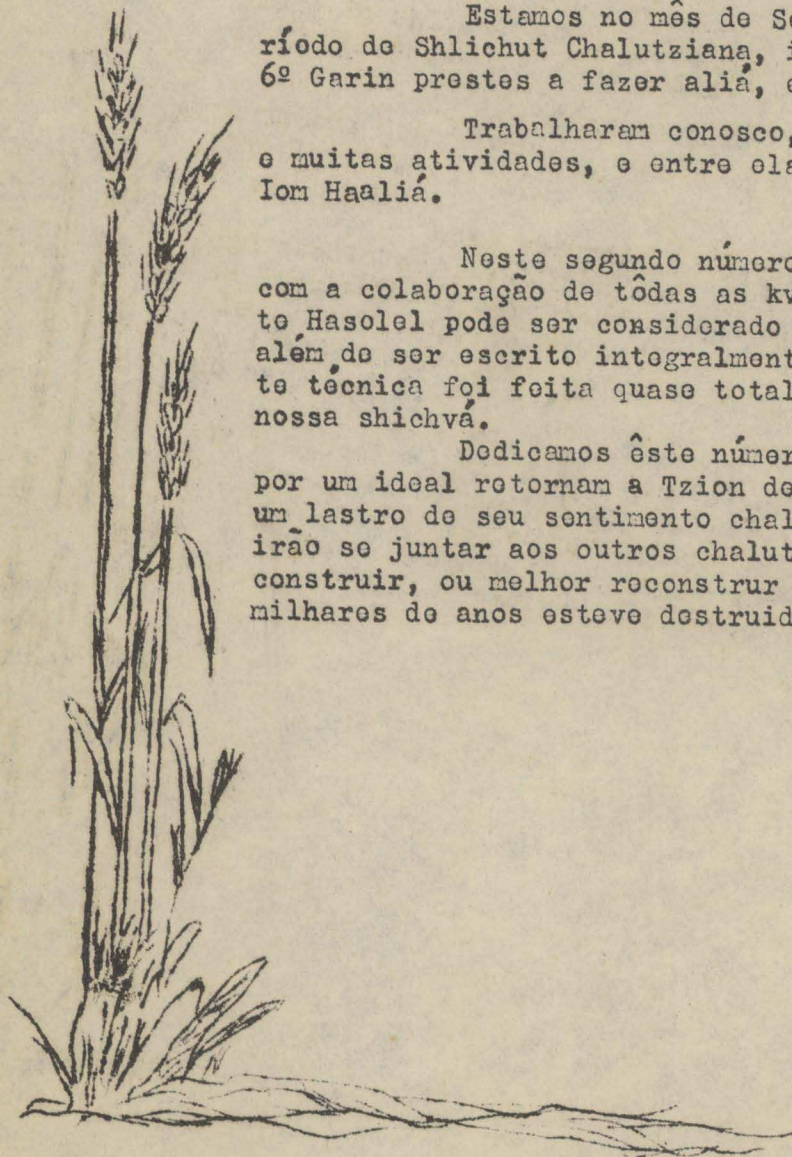 Estamos no mês de Se
ríodo de Shlichut Chalutziana, i
6º Garin prestes a fazer aliá, e
Trabalharam conosco,
e muitas atividades, e entre ela
Iom Haaliá.
Neste segundo número
com a colaboração de tôdas as kv
te Hasolel pode ser considerado
além de ser escrito integralment
te técnica foi feita quase total
nossa shichvá.
Dedicamos êste númer
por um ideal retornam a Tzion de
um lastro de seu sentimento chal
irão se juntar aos outros chalut
construir, ou melhor reconstrur
milhares de anos esteve destruid